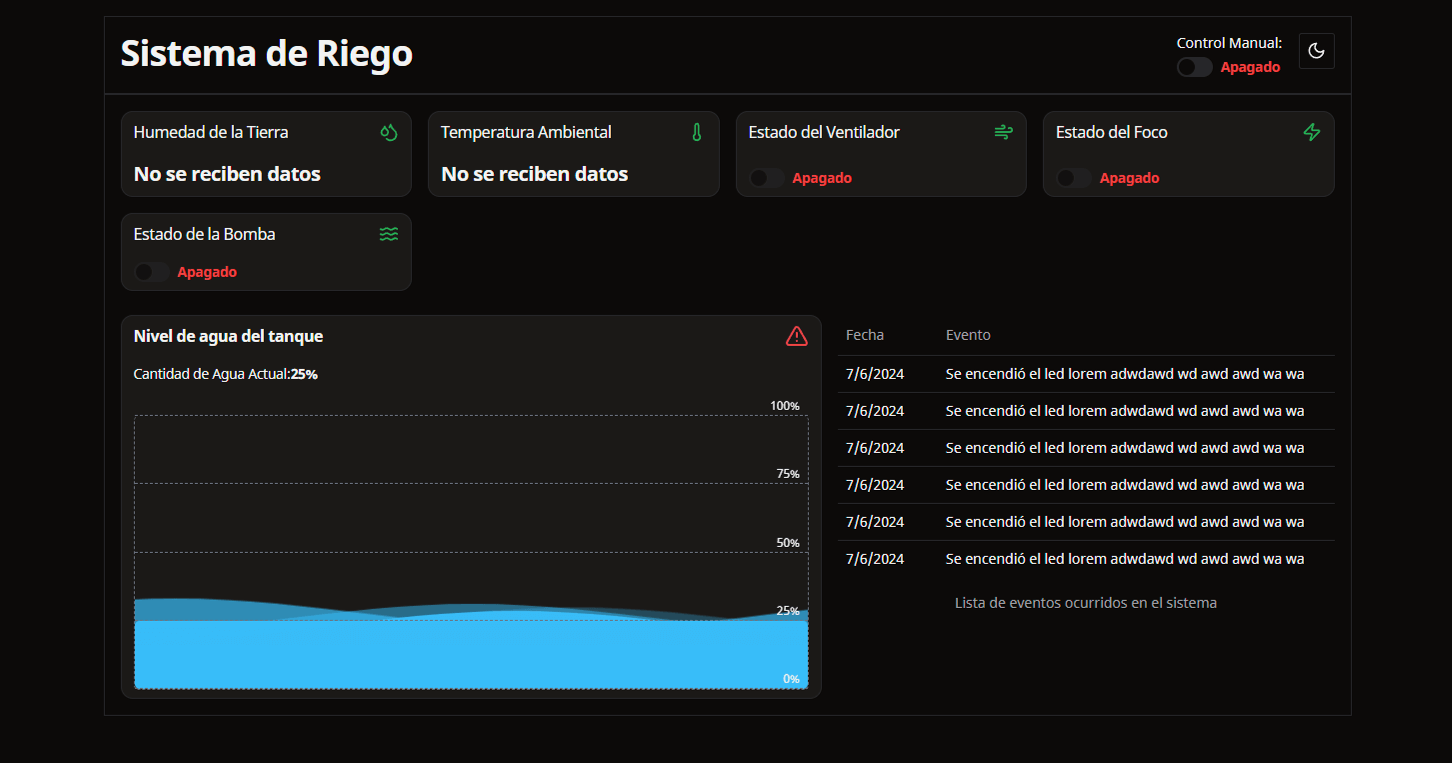 Sistema de Riego
Control Manual:
Apagado
Humedad de la Tierra
No se reciben datos
Temperatura Ambiental
No se reciben datos
Estado del Ventilador
Apagado
Estado del Foco
Apagado
Estado de la Bomba
Apagado
Nivel de agua del tanque
Cantidad de Agua Actual:25%
100%
75%
50%
25%
0%
Fecha Evento
7/6/2024 Se encendió el led lorem adwdawd wd awd awd wa wa
7/6/2024 Se encendió el led lorem adwdawd wd awd awd wa wa
7/6/2024 Se encendió el led lorem adwdawd wd awd awd wa wa
7/6/2024 Se encendió el led lorem adwdawd wd awd awd wa wa
7/6/2024 Se encendió el led lorem adwdawd wd awd awd wa wa
7/6/2024 Se encendió el led lorem adwdawd wd awd awd wa wa
Lista de eventos ocurridos en el sistema